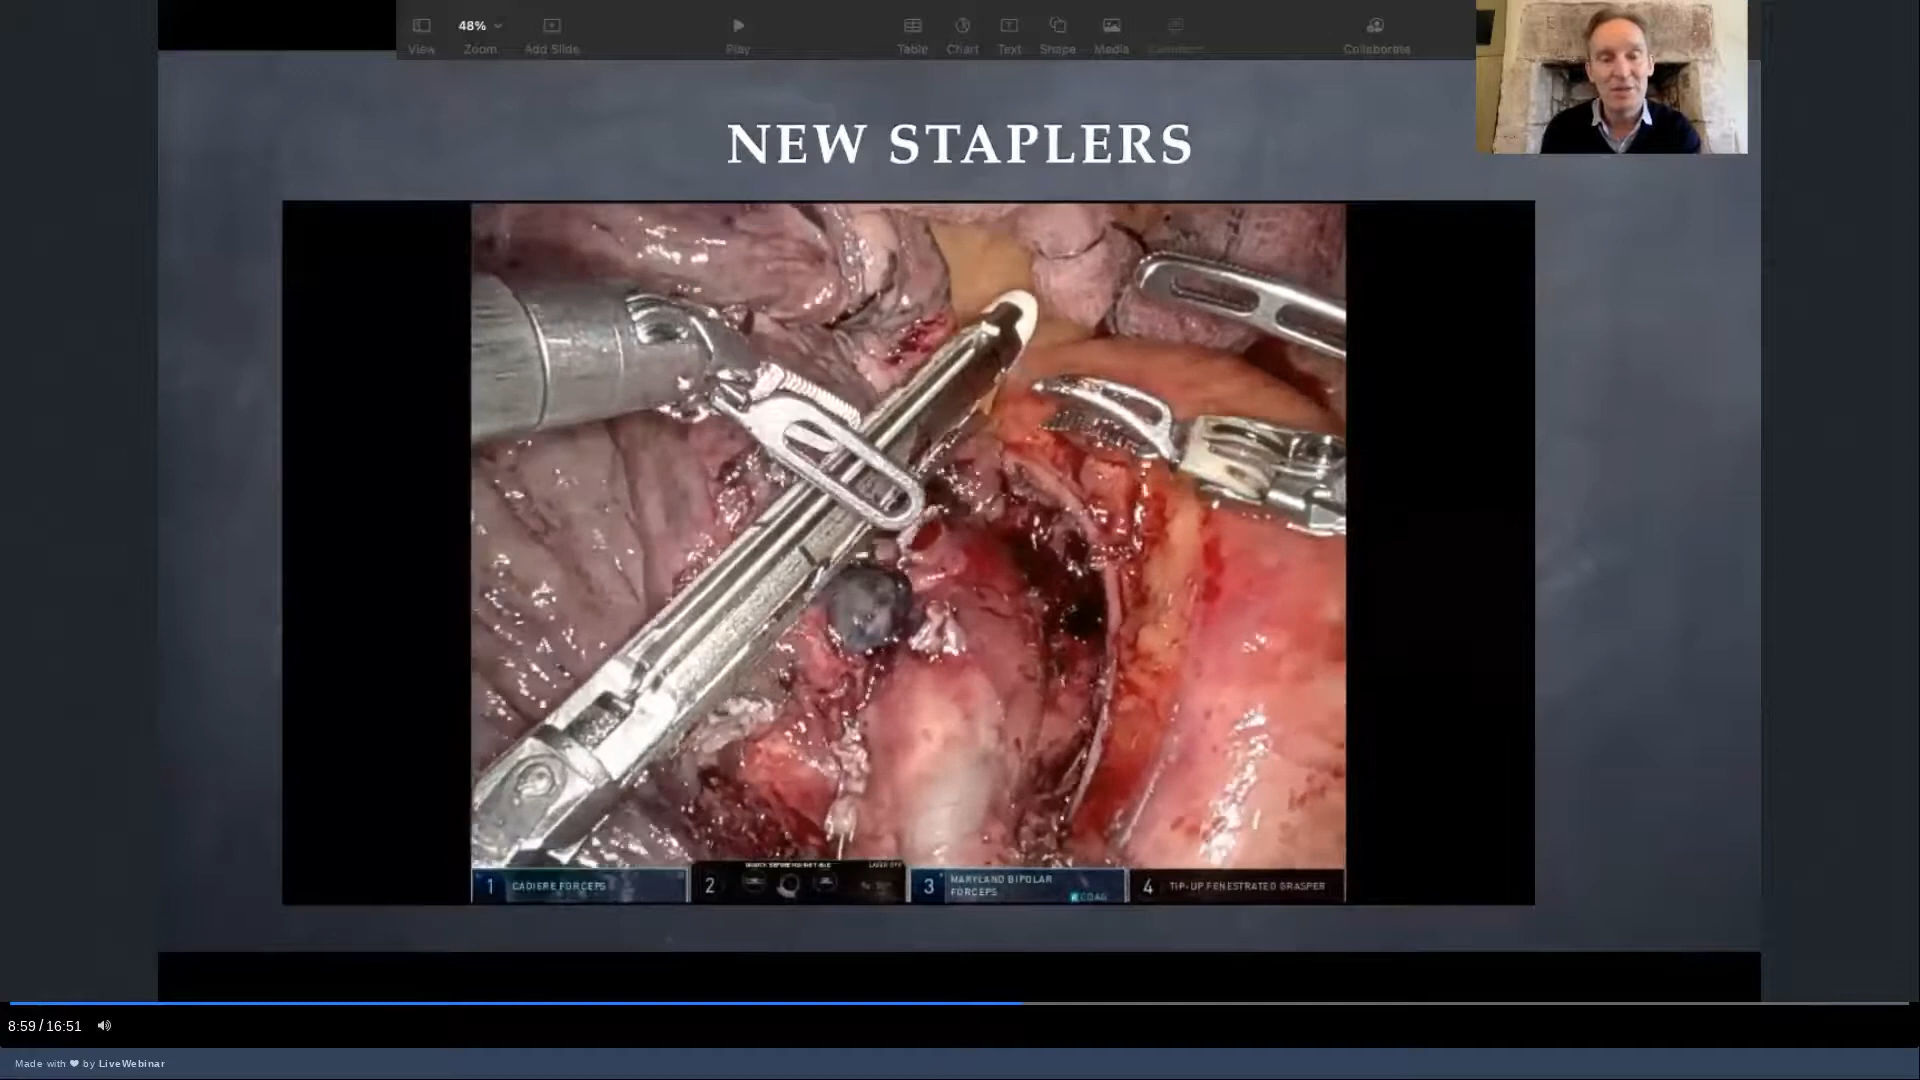 48%
View
Zoom
Add Slide
Play
Table
Chart
Text
Shape
Media
Collaborate
NEW STAPLERS
1 CADIERE FORCEPS
2
3 MARYLAND BIPOLAR
FORCEPS
COAG
4 TIP-UP FENESTRATED GRASPER
8:59 / 16:51
Made with by LiveWebinar